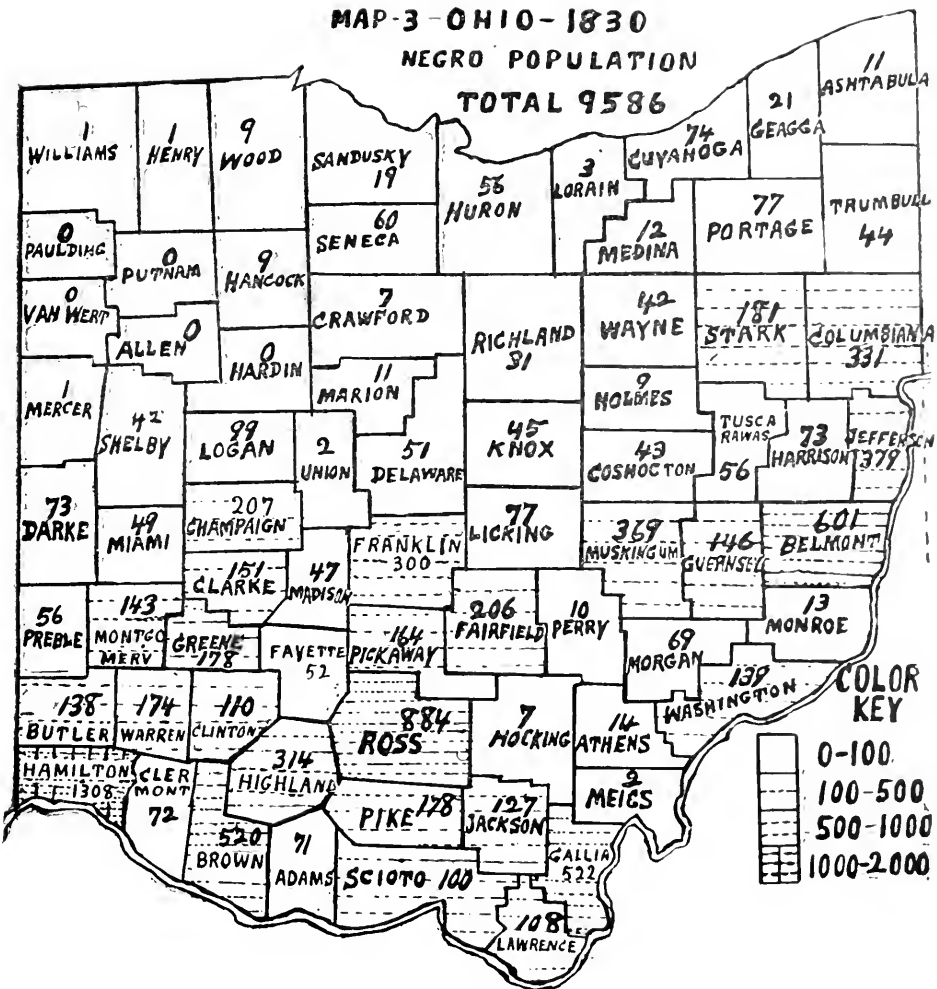 MAP-3-OHIO-1830
NEGRO POPULATION
TOTAL 9586
1
WILLIAMS
1
HENRY
9
WOOD
SANDUSKY
19
56
HURON
3
LORAIN
74
CUYAHOGA
21
GEAGGA
11
ASHTABULA
0
PAULDING
0
PUTNAM
9
HANCOCK
60
SENECA
12
MEDINA
77
PORTAGE
TRUMBULL
44
0
VAN WERT
0
ALLEN
0
HARDIN
7
CRAWFORD
RICHLAND
31
42
WAYNE
181
STARK
COLUMBIANA
331
1
MERCER
42
SHELBY
99
LOGAN
2
UNION
11
MARION
51
DELAWARE
45
KNOX
9
HOLMES
43
COSHOCTON
TUSCA
RAWAS
56
73
HARRISON
JEFFERSON
379
73
DARKE
49
MIAMI
207
CHAMPAIGN
FRANKLIN
300
77
LICKING
369
MUSKINGUM
146
GUERNSEY
601
BELMONT
151
CLARKE
47
MADISON
56
PREBLE
143
MONTGO
MERV
GREENE
178
FAYETTE
52
164
PICKAWAY
206
FAIRFIELD
10
PERRY
69
MORGAN
13
MONROE
139
WASHINGTON
138
BUTLER
174
WARREN
110
CLINTON
884
ROSS
7
HOCKING
14
ATHENS
2
MEIGS
HAMILTON
1308
CLER
MONT
72
314
HIGHLAND
PIKE 178
127
JACKSON
520
BROWN
71
ADAMS
SCIOTO 100
GALLIA
522
108
LAWRENCE
COLOR
KEY
0-100
100-500
500-1000
1000-2000